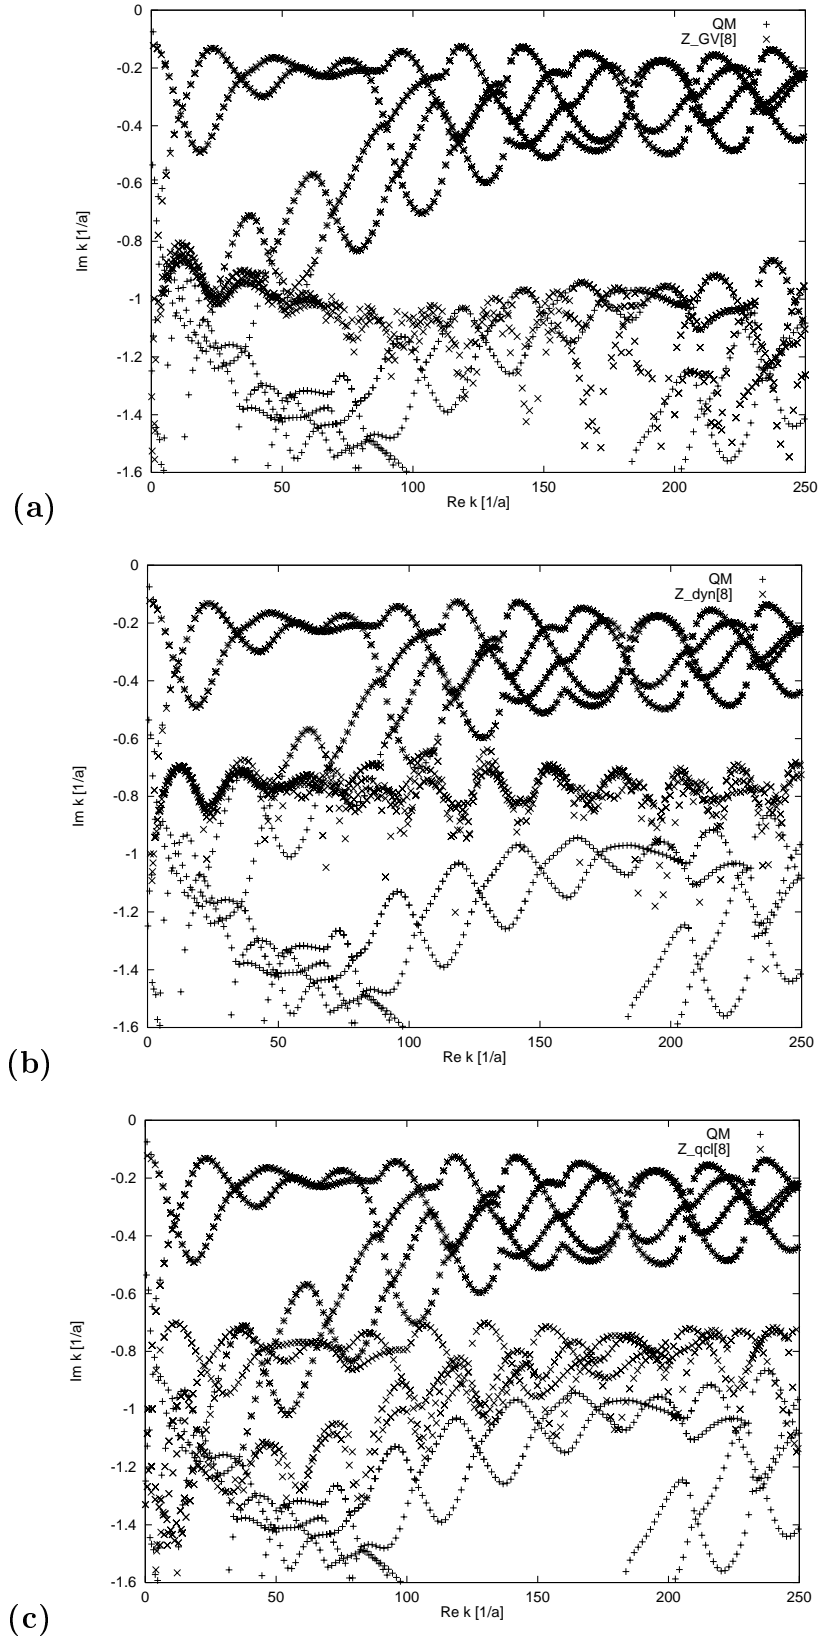 QM +
Z_GV[8] ×
0
-0.2
-0.4
-0.6
-0.8
-1
-1.2
-1.4
-1.6
Im k [1/a]
0 50 100 150 200 250
Re k [1/a]
(a)
QM +
Z_dyn[8] ×
0
-0.2
-0.4
-0.6
-0.8
-1
-1.2
-1.4
-1.6
Im k [1/a]
0 50 100 150 200 250
Re k [1/a]
(b)
QM +
Z_qcl[8] ×
0
-0.2
-0.4
-0.6
-0.8
-1
-1.2
-1.4
-1.6
Im k [1/a]
0 50 100 150 200 250
Re k [1/a]
(c)